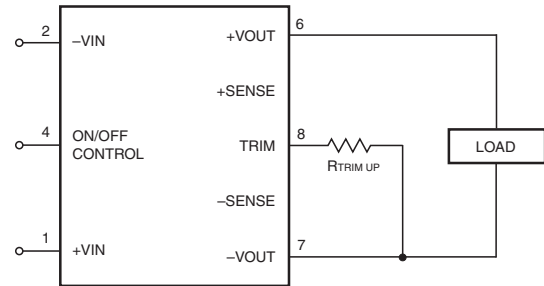 2 –VIN +VOUT 6
+SENSE
4 ON/OFF CONTROL TRIM 8 LOAD
RTRIM UP
–SENSE
1 +VIN –VOUT 7